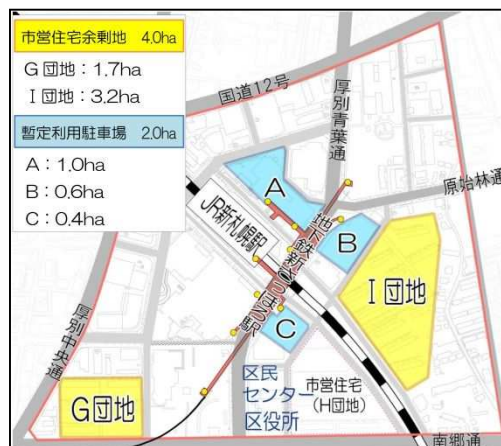 市営住宅余剰地 4.0ha
G団地：1.7ha
I団地：3.2ha
暫定利用駐車場 2.0ha
A：1.0ha
B：0.6ha
C：0.4ha
国道12号
厚別青葉通
原始林通
A
B
JR新札幌駅
地下鉄新さっぽろ駅
I団地
C
厚別中央通
G団地
区民
センター
区役所
市営住宅
(H団地)
南郷通